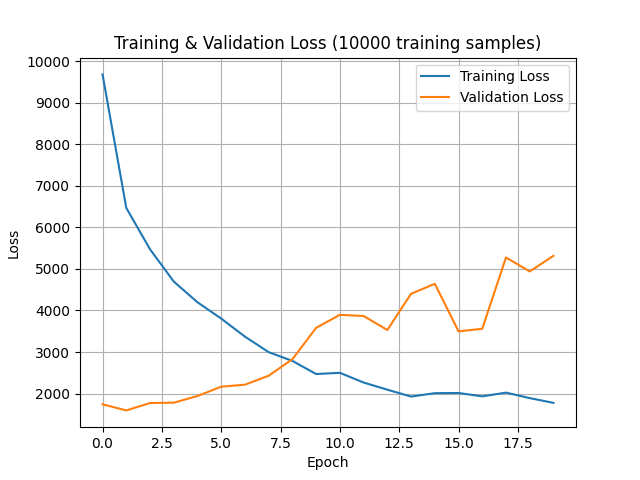 Training & Validation Loss (10000 training samples)
Training Loss
Validation Loss
10000
9000
8000
7000
6000
5000
4000
3000
2000
Loss
0.0 2.5 5.0 7.5 10.0 12.5 15.0 17.5
Epoch